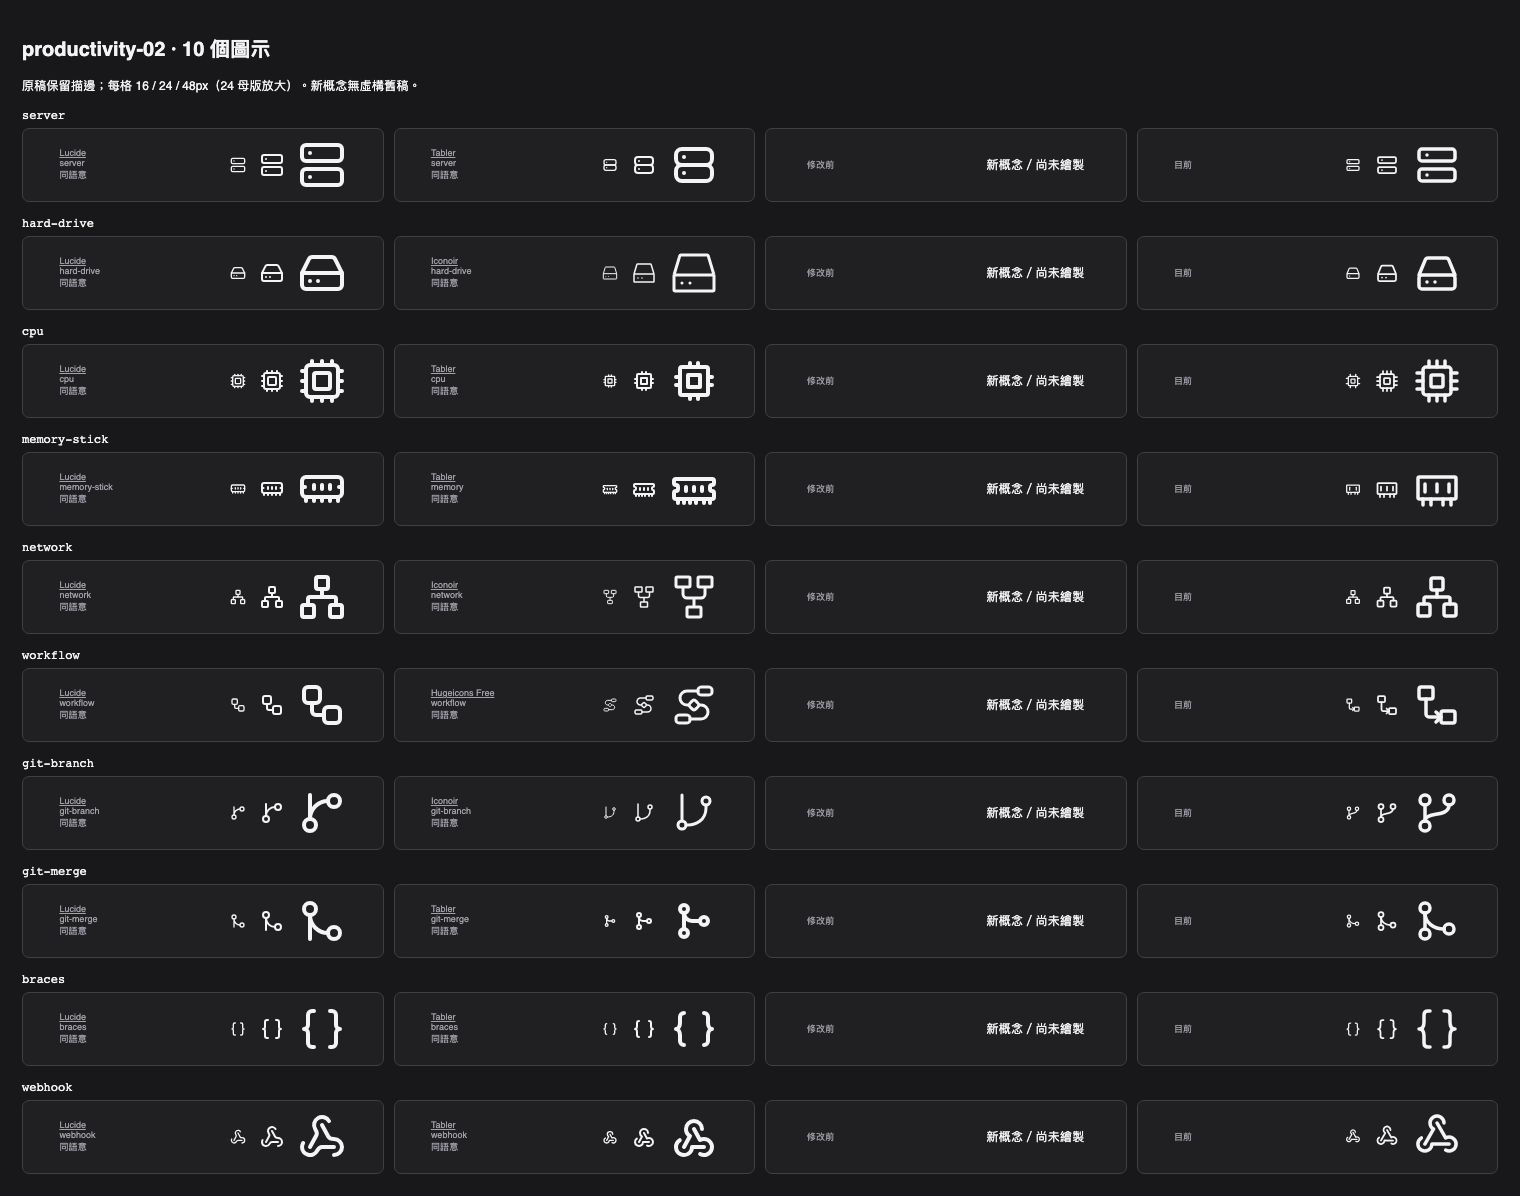 productivity-02 · 10 個圖示
原稿保留描邊；每格 16 / 24 / 48px（24 母版放大）。新概念無虛構舊稿。
server
Lucide
server
同語意
Tabler
server
同語意
修改前
新概念 / 尚未繪製
目前
hard-drive
Lucide
hard-drive
同語意
Iconoir
hard-drive
同語意
修改前
新概念 / 尚未繪製
目前
cpu
Lucide
cpu
同語意
Tabler
cpu
同語意
修改前
新概念 / 尚未繪製
目前
memory-stick
Lucide
memory-stick
同語意
Tabler
memory
同語意
修改前
新概念 / 尚未繪製
目前
network
Lucide
network
同語意
Iconoir
network
同語意
修改前
新概念 / 尚未繪製
目前
workflow
Lucide
workflow
同語意
Hugeicons Free
workflow
同語意
修改前
新概念 / 尚未繪製
目前
git-branch
Lucide
git-branch
同語意
Iconoir
git-branch
同語意
修改前
新概念 / 尚未繪製
目前
git-merge
Lucide
git-merge
同語意
Tabler
git-merge
同語意
修改前
新概念 / 尚未繪製
目前
braces
Lucide
braces
同語意
Tabler
braces
同語意
修改前
新概念 / 尚未繪製
目前
webhook
Lucide
webhook
同語意
Tabler
webhook
同語意
修改前
新概念 / 尚未繪製
目前